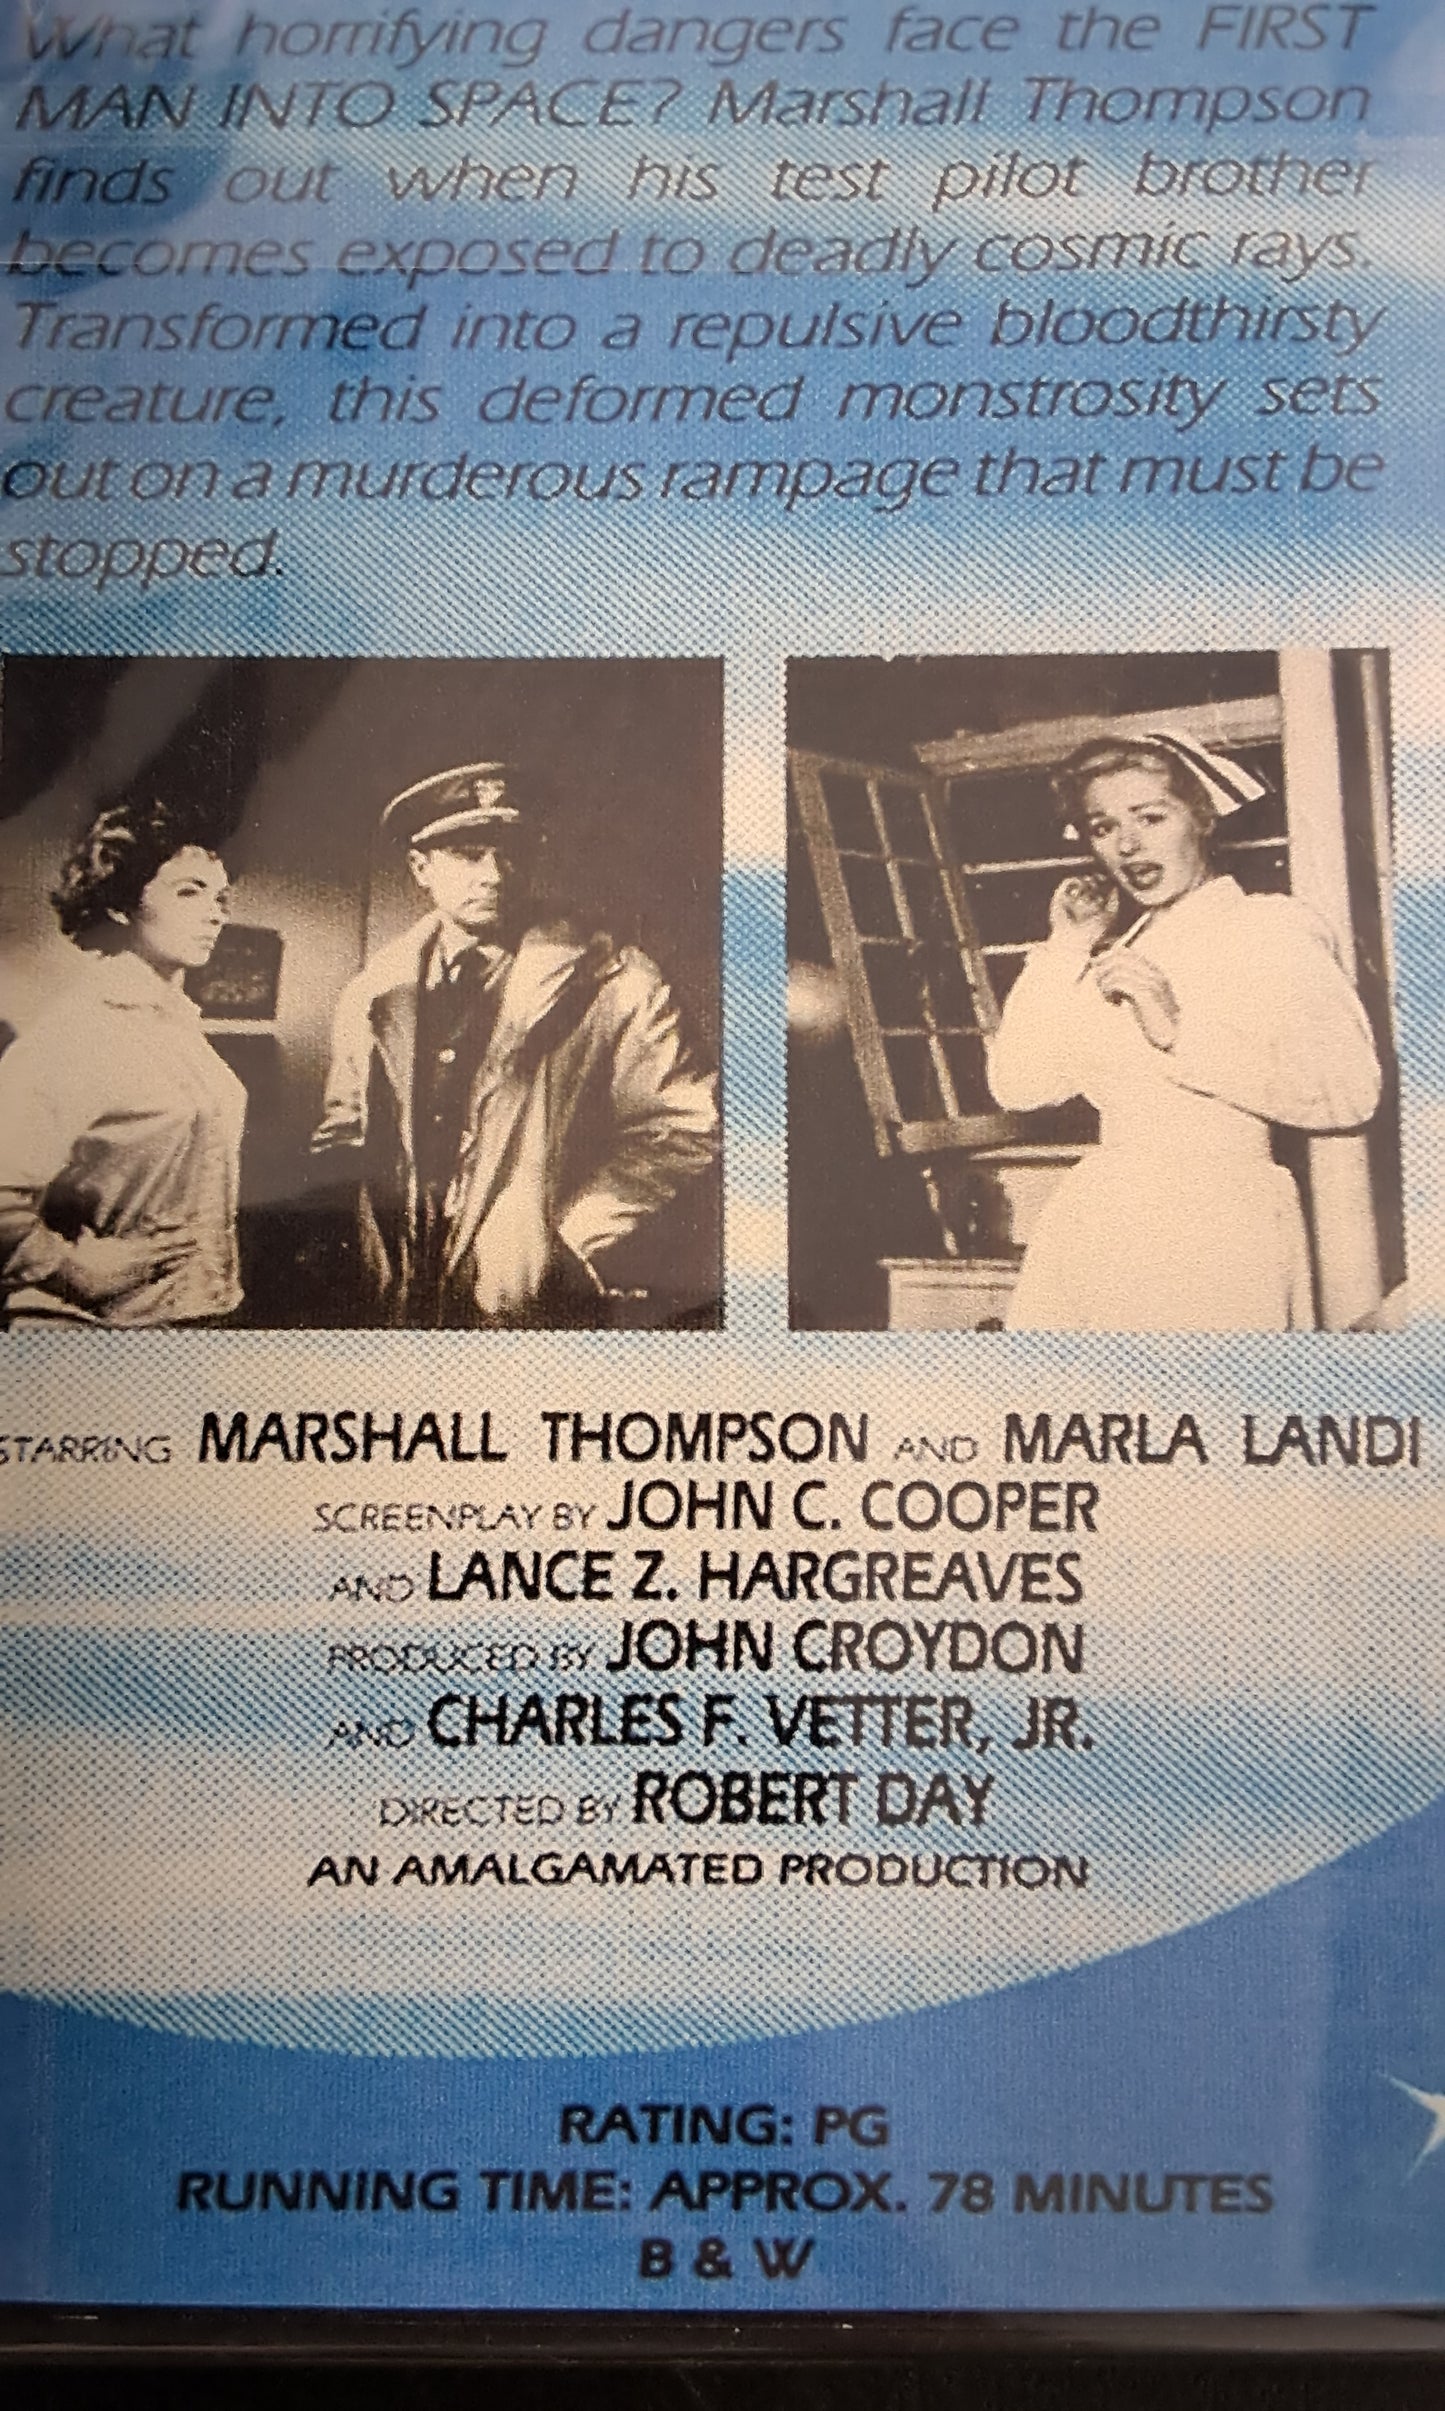 What horrifying dangers face the FIRST
MAN INTO SPACE? Marshall Thompson
finds out when his test pilot brother
becomes exposed to deadly cosmic rays.
Transformed into a repulsive bloodthirsty
creature, this deformed monstrosity sets
out on a murderous rampage that must be
stopped.
STARRING MARSHALL THOMPSON AND MARLA LANDI
SCREENPLAY BY JOHN C. COOPER
AND LANCE Z. HARGREAVES
PRODUCED BY JOHN CROYDON
AND CHARLES F. VETTER, JR.
DIRECTED BY ROBERT DAY
AN AMALGAMATED PRODUCTION
RATING: PG
RUNNING TIME: APPROX. 78 MINUTES
B & W